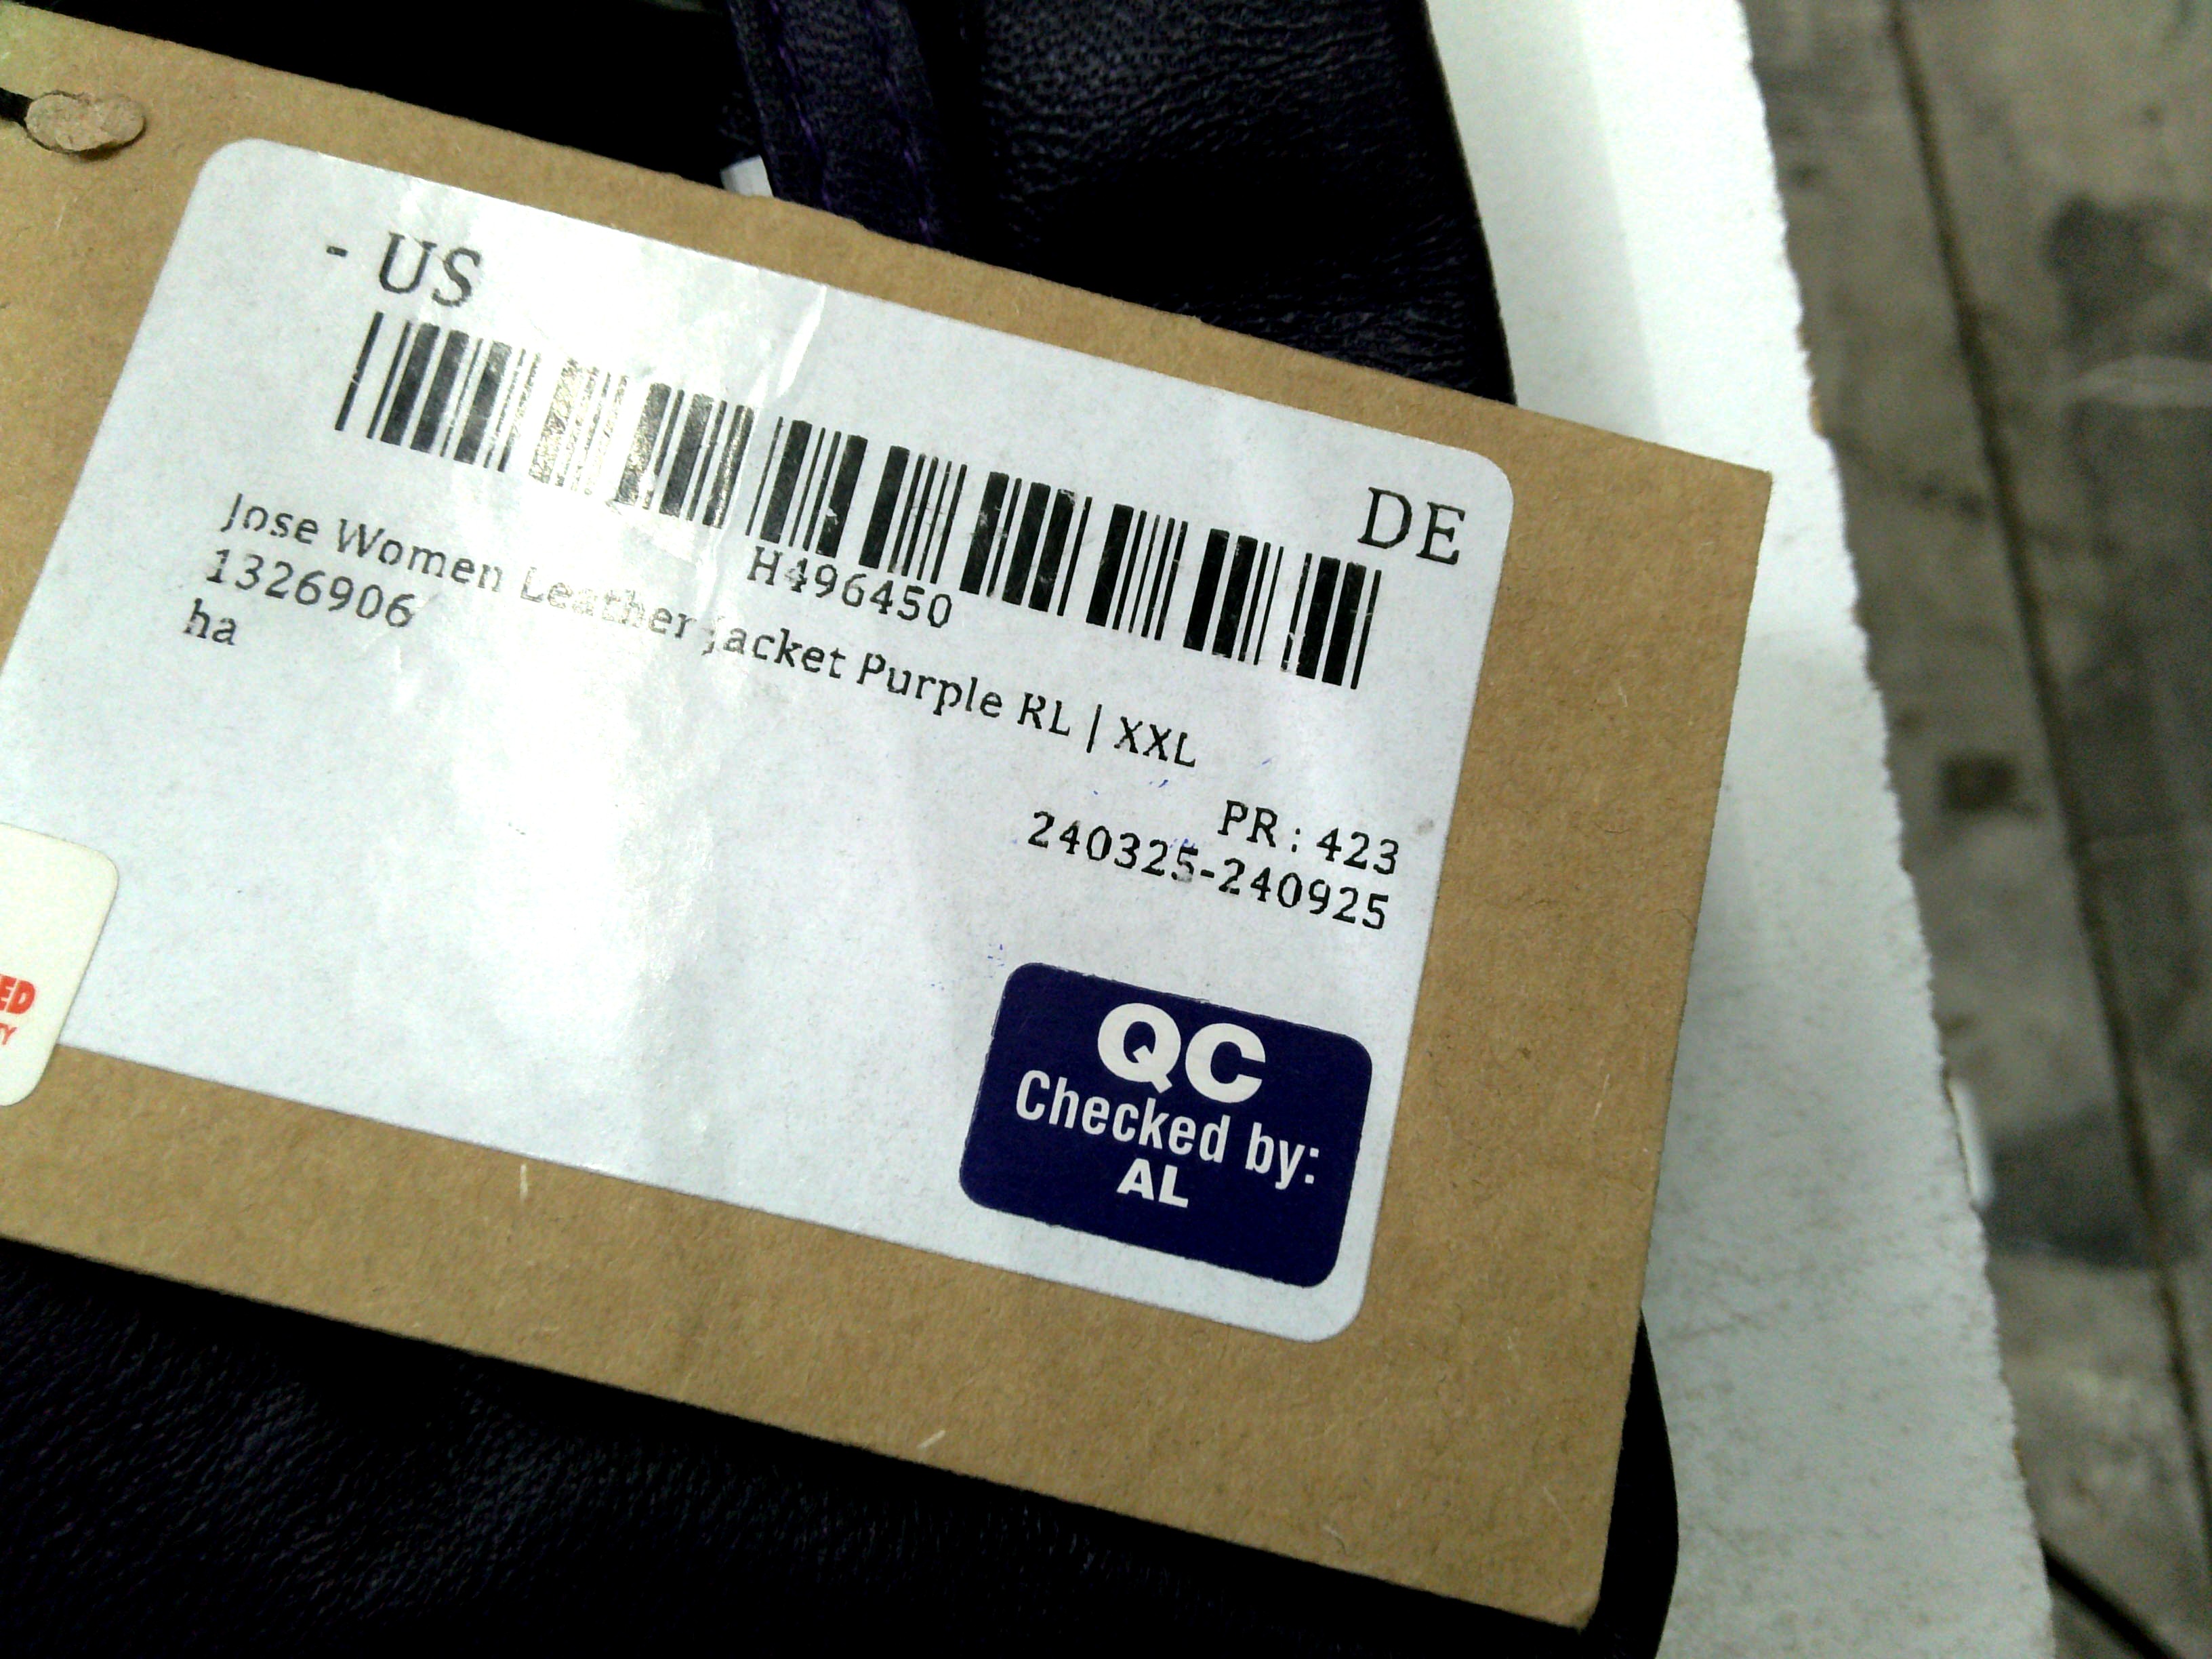 - US
DE
H496450
Jose Women Leather Jacket Purple RL | XXL
1326906
ha
PR : 423
240325-240925
QC
Checked by:
AL